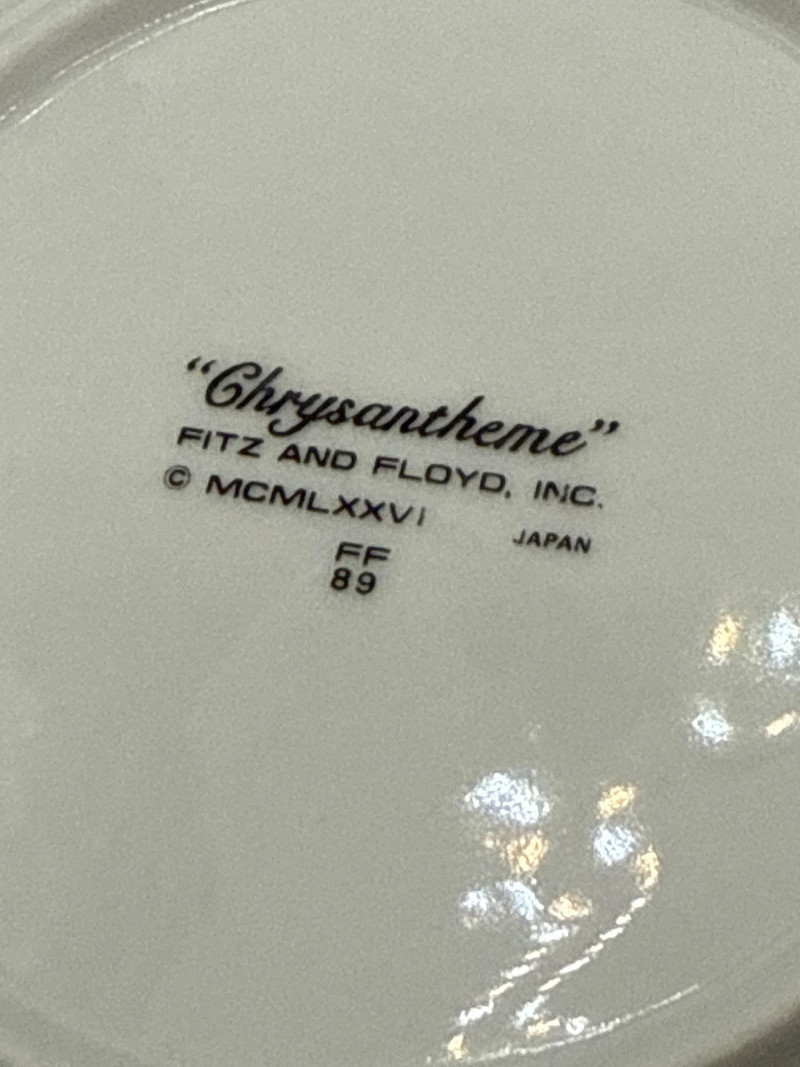 “Chrysantheme”
FITZ AND FLOYD, INC.
© MCMLXXVI JAPAN
FF
89